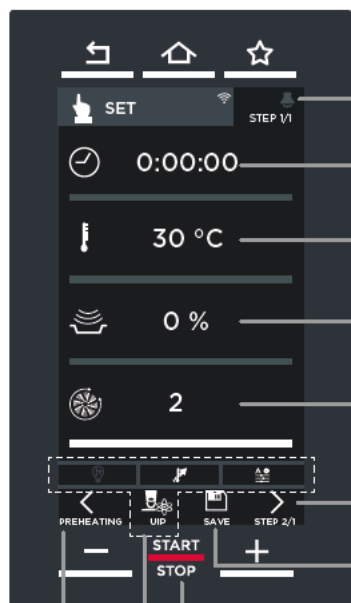 SET
STEP 1/1
0:00:00
30 °C
0 %
2
PREHEATING UIP SAVE STEP 2/1
START
STOP